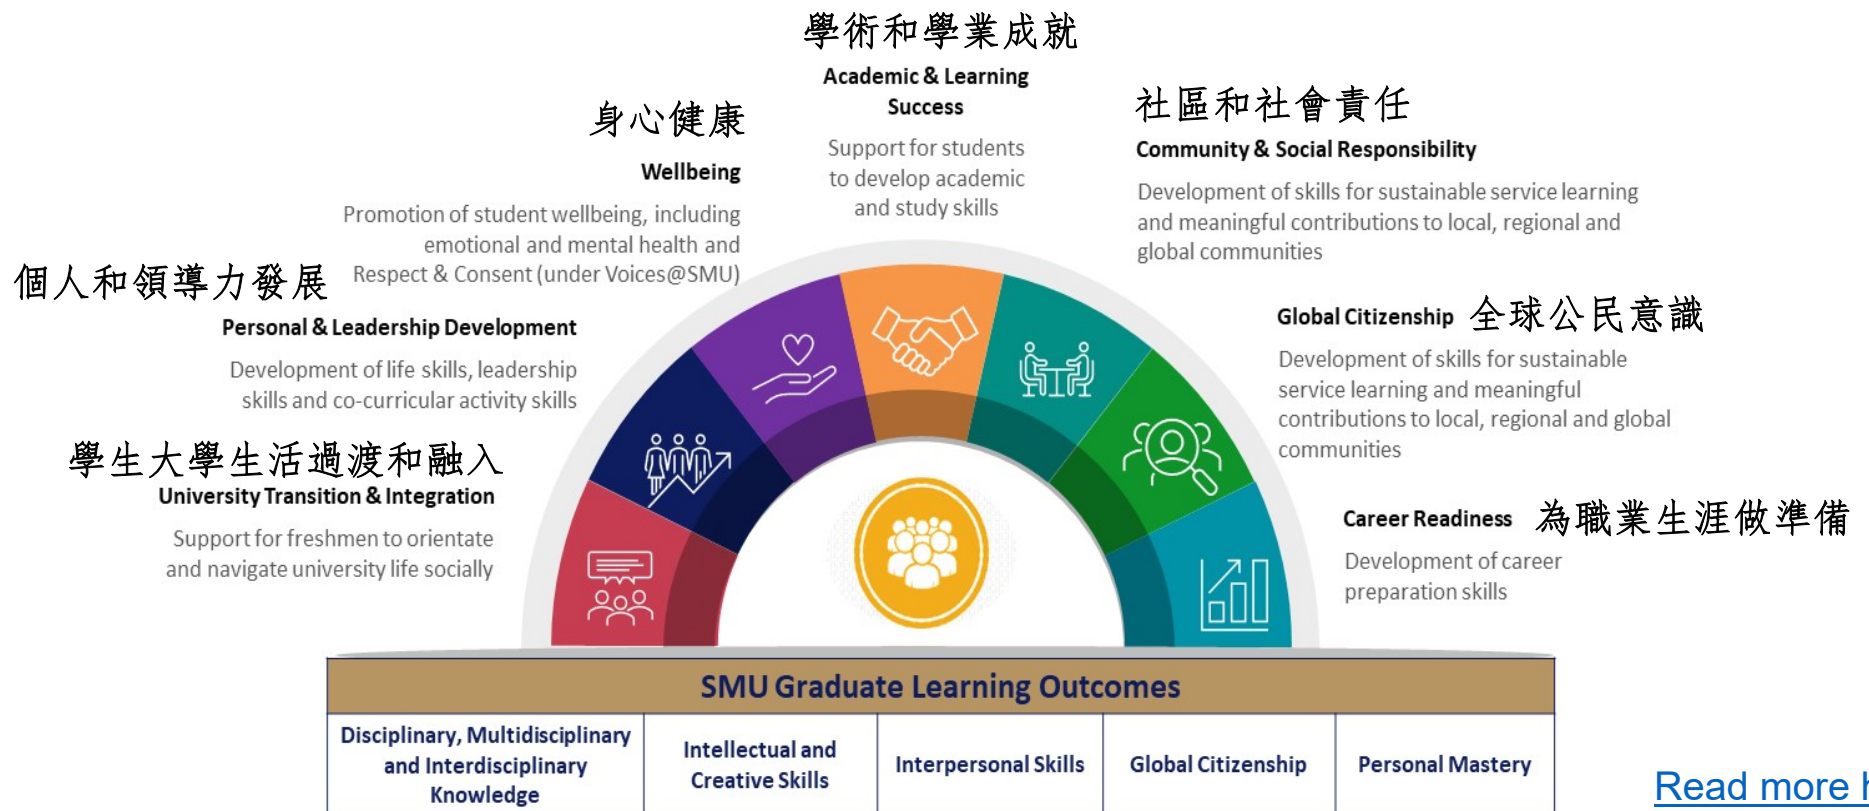 學術和學業成就
Academic & Learning
Success
Support for students
to develop academic
and study skills
身心健康
Wellbeing
Promotion of student wellbeing, including
emotional and mental health and
Respect & Consent (under Voices@SMU)
社區和社會責任
Community & Social Responsibility
Development of skills for sustainable service learning
and meaningful contributions to local, regional and
global communities
個人和領導力發展
Personal & Leadership Development
Development of life skills, leadership
skills and co-curricular activity skills
Global Citizenship 全球公民意識
Development of skills for sustainable
service learning and meaningful
contributions to local, regional and global
communities
學生大學生活過渡和融入
University Transition & Integration
Support for freshmen to orientate
and navigate university life socially
Career Readiness 為職業生涯做準備
Development of career
preparation skills
SMU Graduate Learning Outcomes
Disciplinary, Multidisciplinary
and Interdisciplinary
Knowledge
Intellectual and
Creative Skills
Interpersonal Skills
Global Citizenship
Personal Mastery
Read more